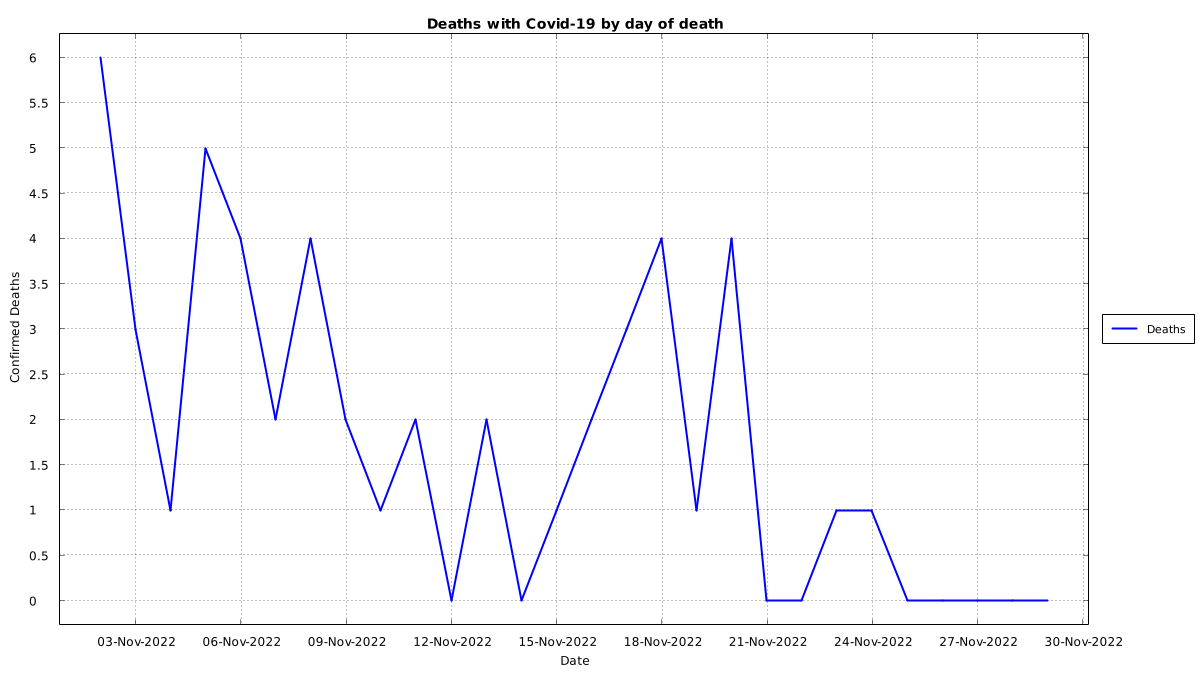 Deaths with Covid-19 by day of death
6
5.5
5
4.5
4
3.5
3
2.5
2
1.5
1
0.5
0
Confirmed Deaths
03-Nov-2022 06-Nov-2022 09-Nov-2022 12-Nov-2022 15-Nov-2022 18-Nov-2022 21-Nov-2022 24-Nov-2022 27-Nov-2022 30-Nov-2022
Date
Deaths